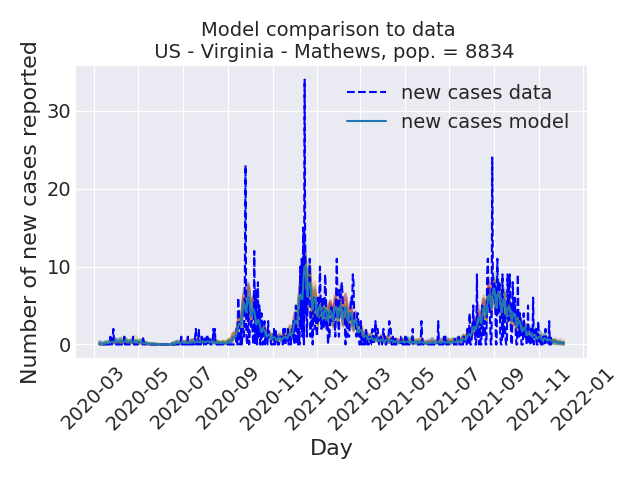 Model comparison to data
US - Virginia - Mathews, pop. = 8834
Number of new cases reported
30
20
10
0
new cases data
new cases model
2020-03
2020-05
2020-07
2020-09
2020-11
2021-01
2021-03
2021-05
2021-07
2021-09
2021-11
2022-01
Day